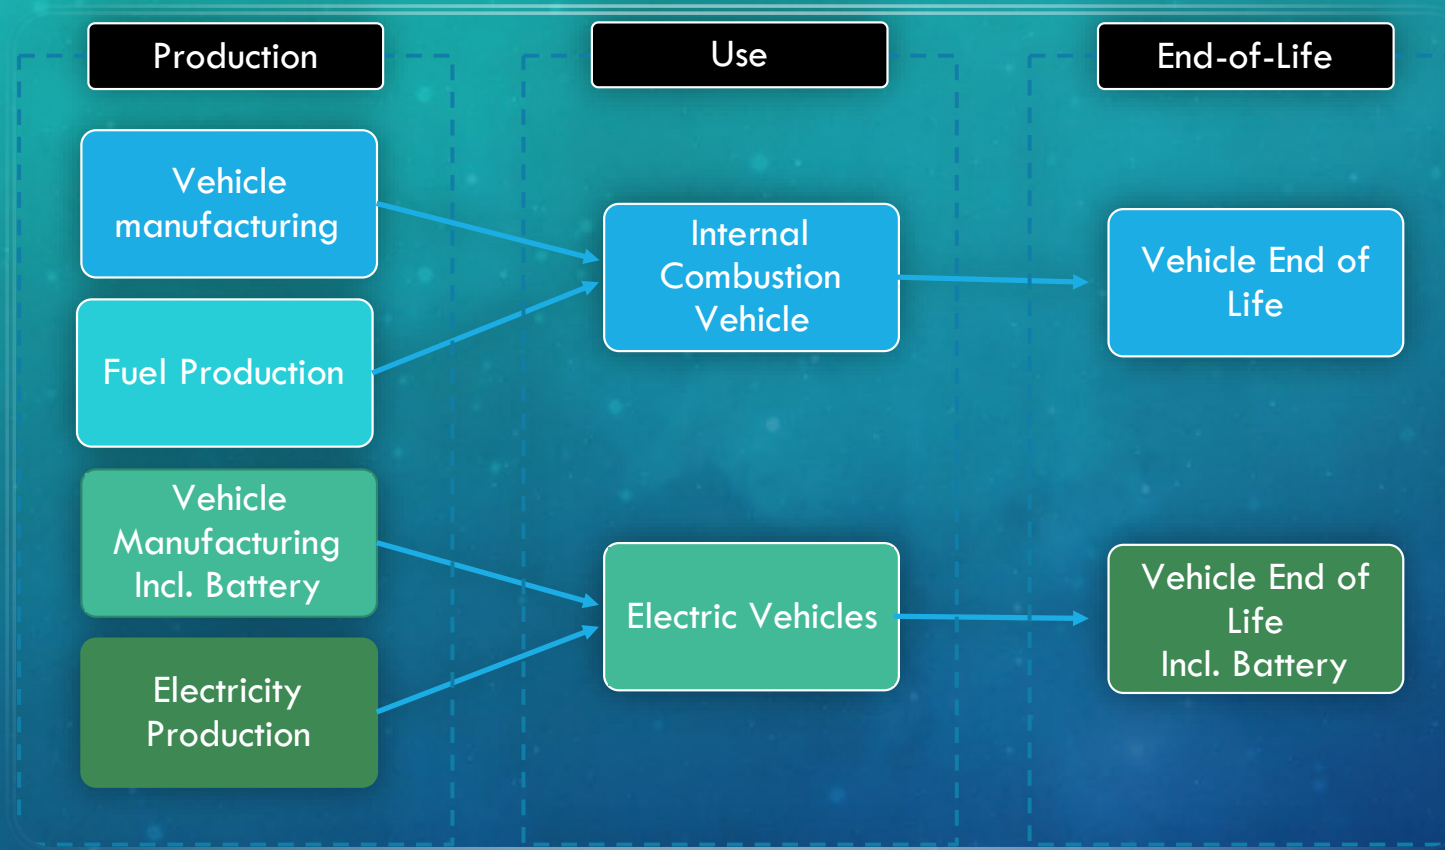 Production
Use
End-of-Life
Vehicle
manufacturing
Fuel Production
Vehicle
Manufacturing
Incl. Battery
Electricity
Production
Internal
Combustion
Vehicle
Electric Vehicles
Vehicle End of
Life
Vehicle End of
Life
Incl. Battery